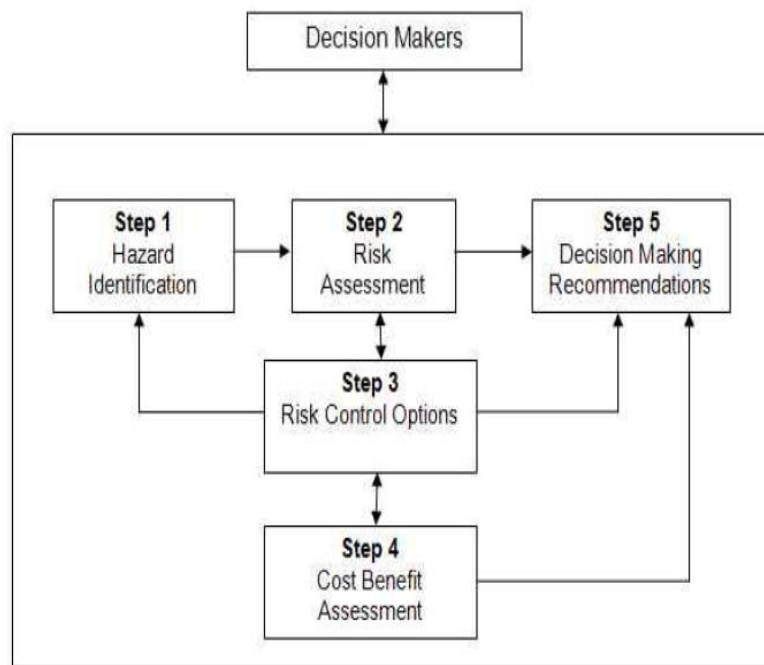 Decision Makers
Step 1
Hazard
Identification
Step 2
Risk
Assessment
Step 5
Decision Making
Recommendations
Step 3
Risk Control Options
Step 4
Cost Benefit
Assessment